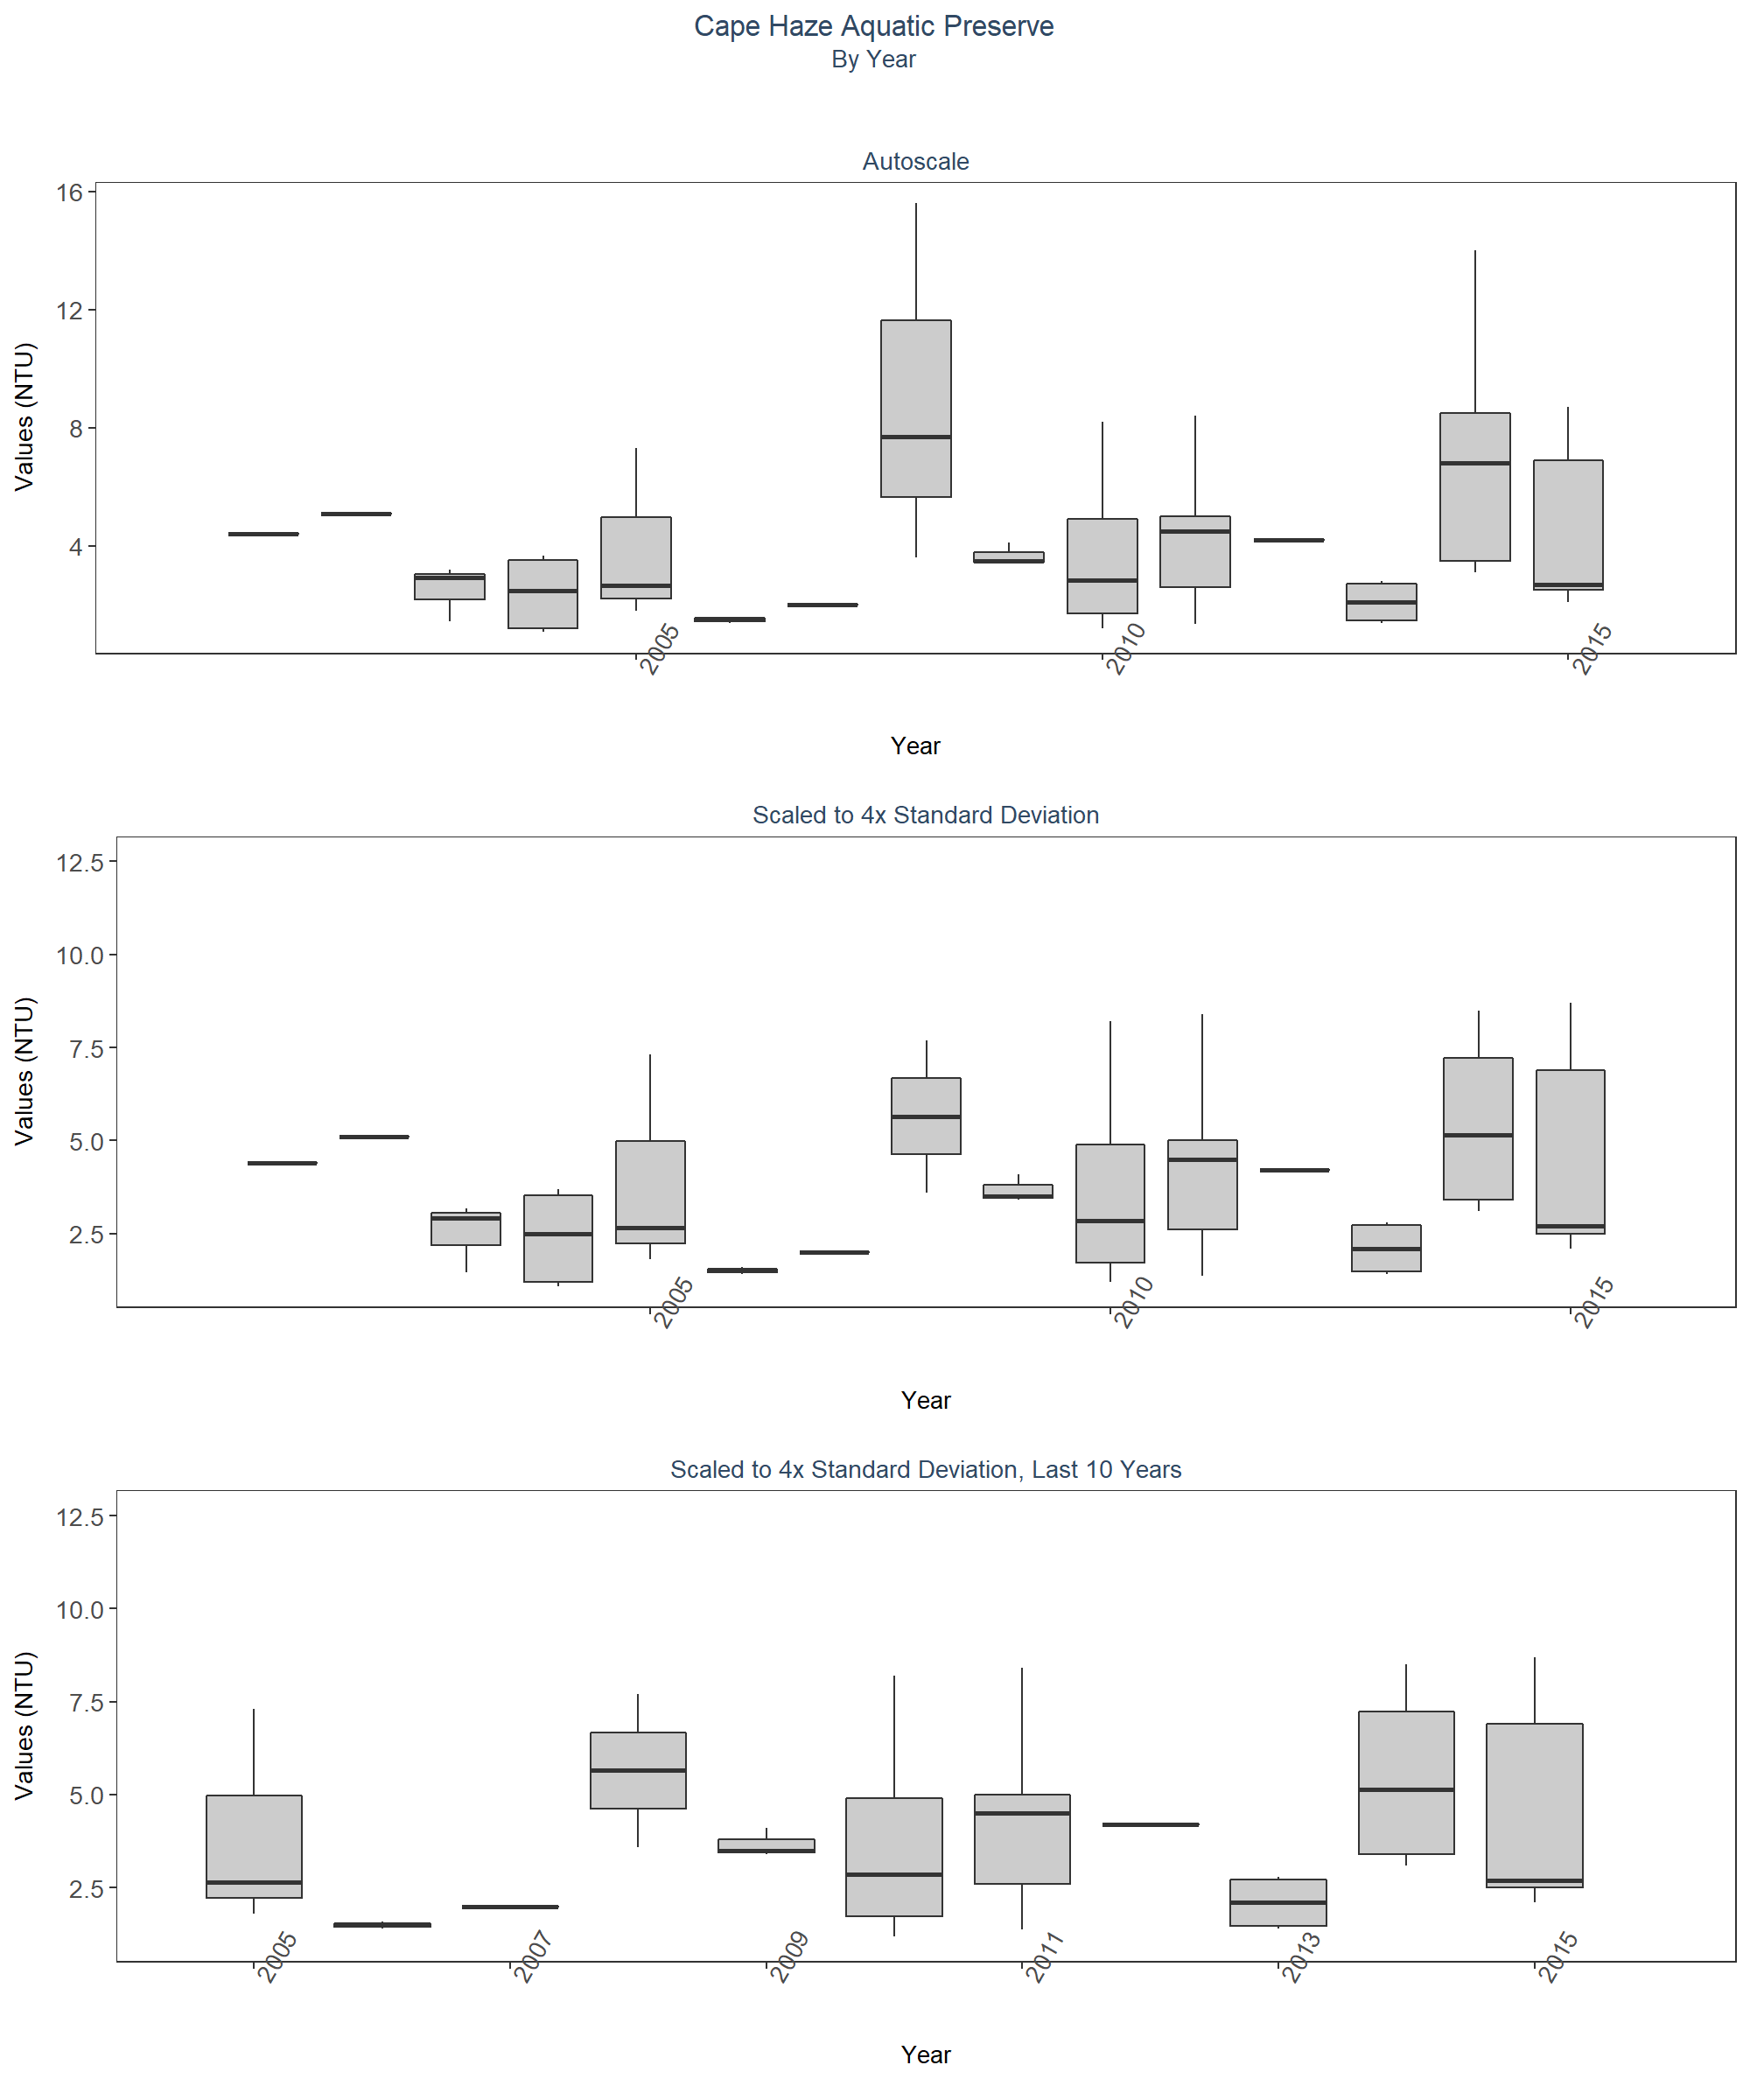 Cape Haze Aquatic Preserve
By Year
Autoscale
Values (NTU)
16
12
8
4
2005
2010
2015
Year
Scaled to 4x Standard Deviation
Values (NTU)
12.5
10.0
7.5
5.0
2.5
2005
2010
2015
Year
Scaled to 4x Standard Deviation, Last 10 Years
Values (NTU)
12.5
10.0
7.5
5.0
2.5
2005
2007
2009
2011
2013
2015
Year